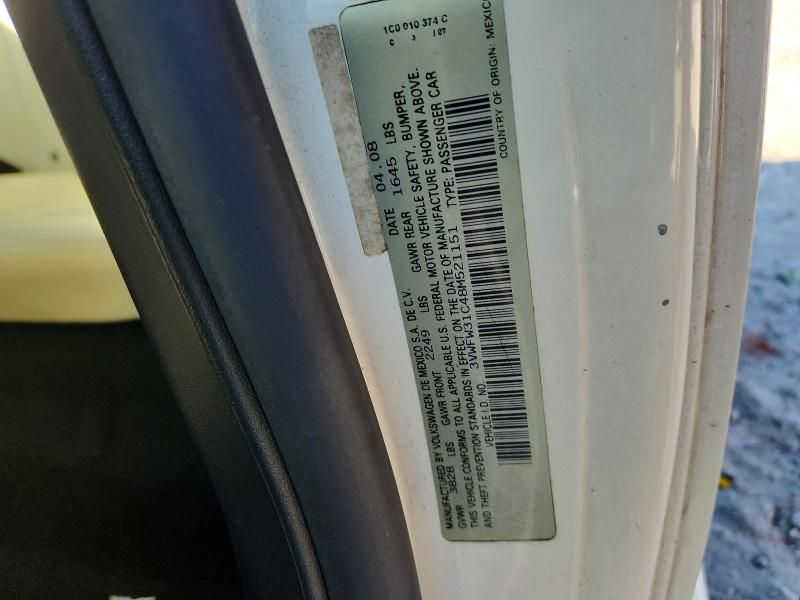 1C0 010 374 C
C J /07
MANUFACTURED BY VOLKSWAGEN DE MEXICO S.A. DE C.V. DATE 04.08
GVWR 3828 LBS GAWR FRONT 2249 LBS GAWR REAR 1645 LBS
THIS VEHICLE CONFORMS TO ALL APPLICABLE U.S. FEDERAL MOTOR VEHICLE SAFETY, BUMPER,
AND THEFT PREVENTION STANDARDS IN EFFECT ON THE DATE OF MANUFACTURE SHOWN ABOVE.
VEHICLE I.D. NO. 3VWFW31C48M521151 TYPE: PASSENGER CAR
COUNTRY OF ORIGIN: MEXICO